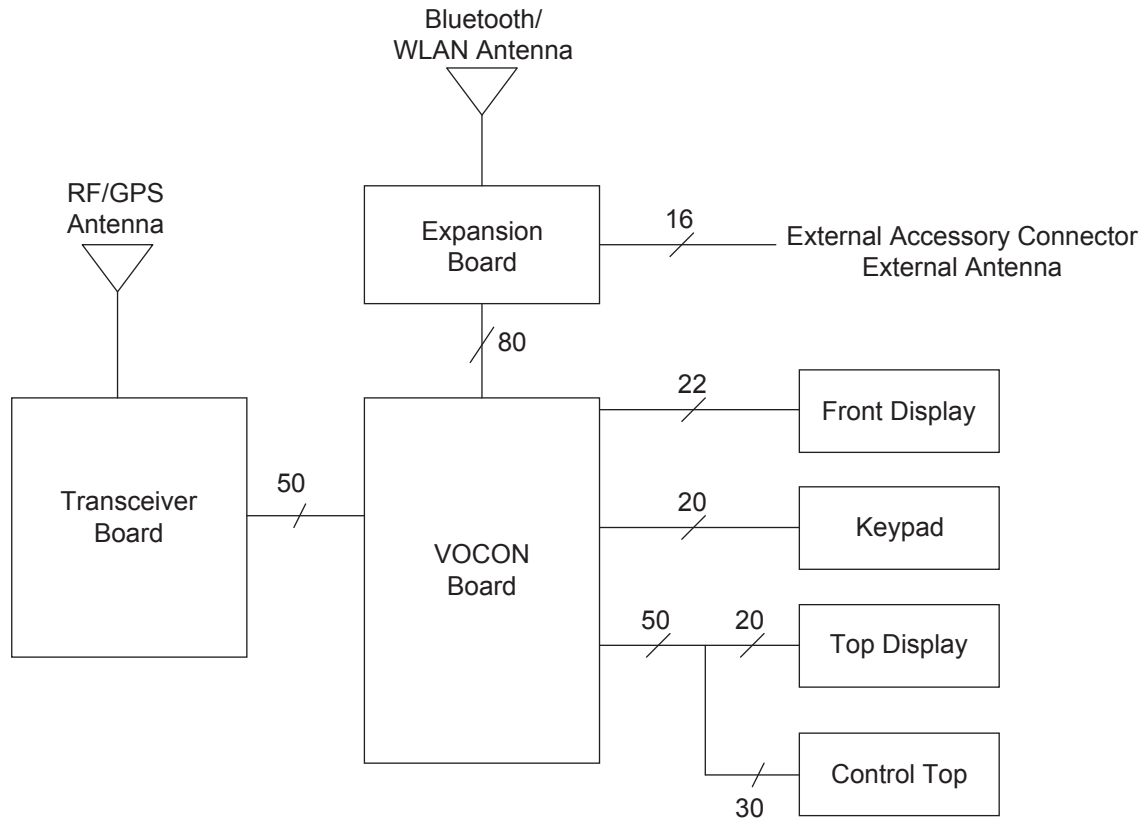 Bluetooth/
WLAN Antenna
RF/GPS
Antenna
Expansion
Board
16
External Accessory Connector
External Antenna
80
22
Front Display
Transceiver
Board
50
VOCON
Board
20
Keypad
50
20
Top Display
Control Top
30